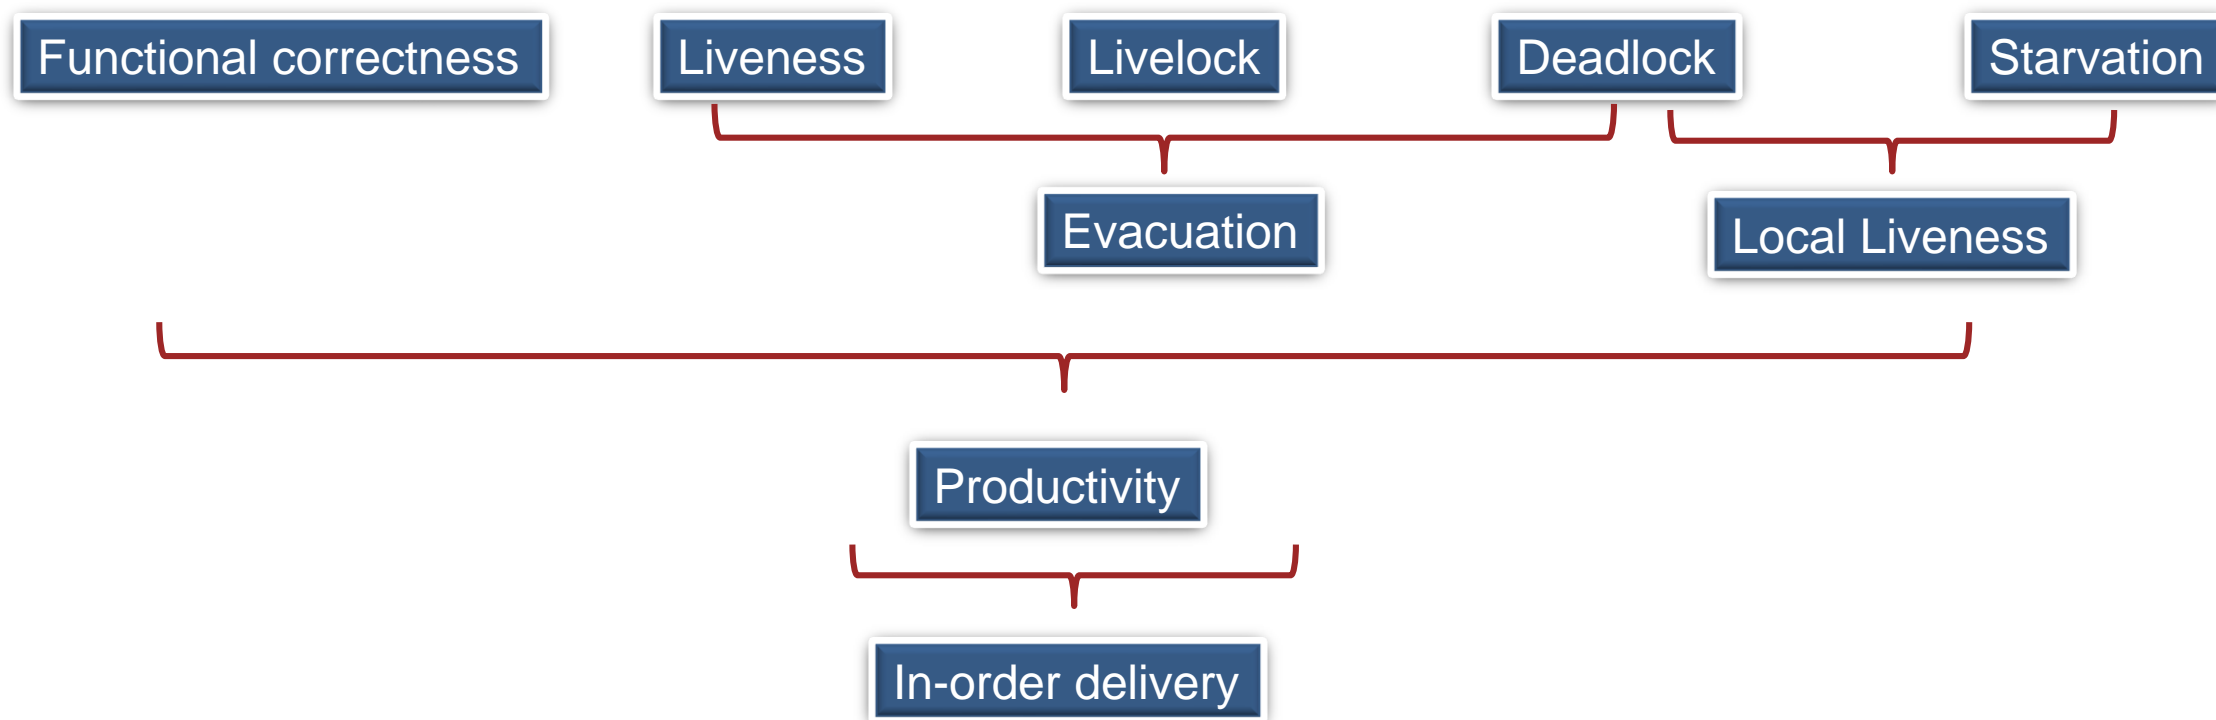 Functional correctness
Liveness
Livelock
Deadlock
Starvation
Evacuation
Local Liveness
Productivity
In-order delivery